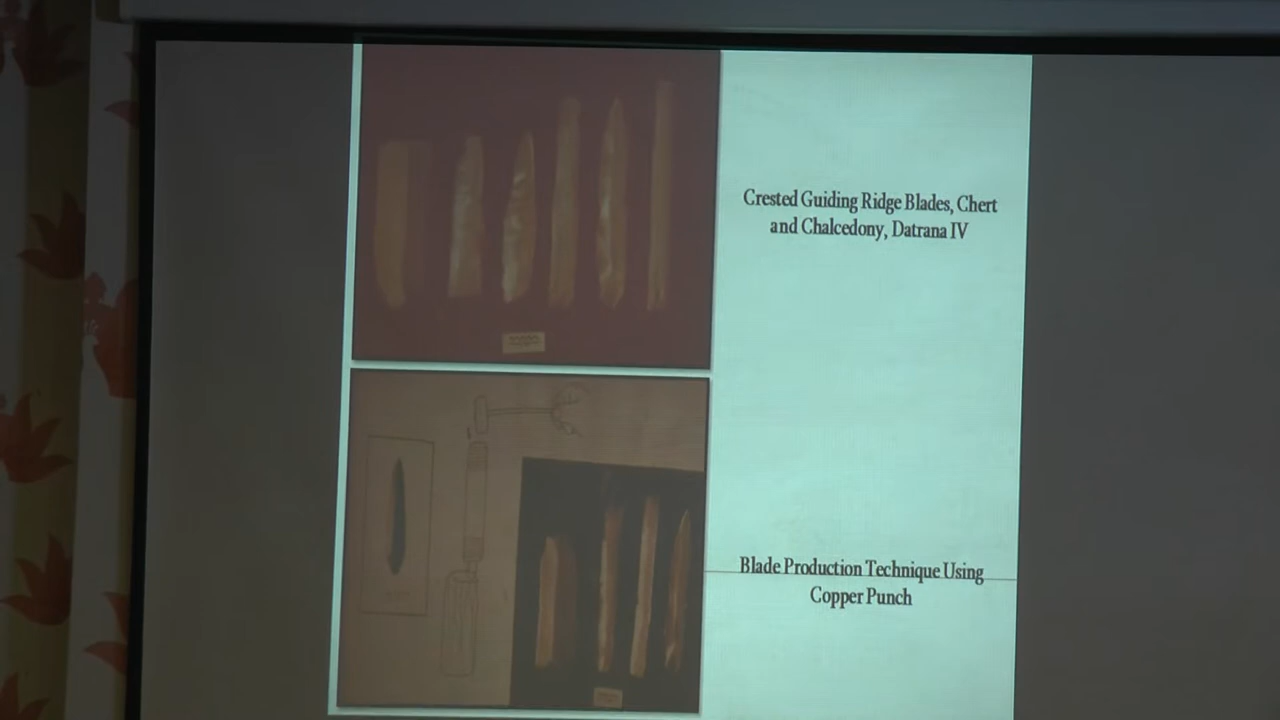 Crested Guiding Ridge Blades, Chert
and Chalcedony, Datrana IV
Blade Production Technique Using
Copper Punch